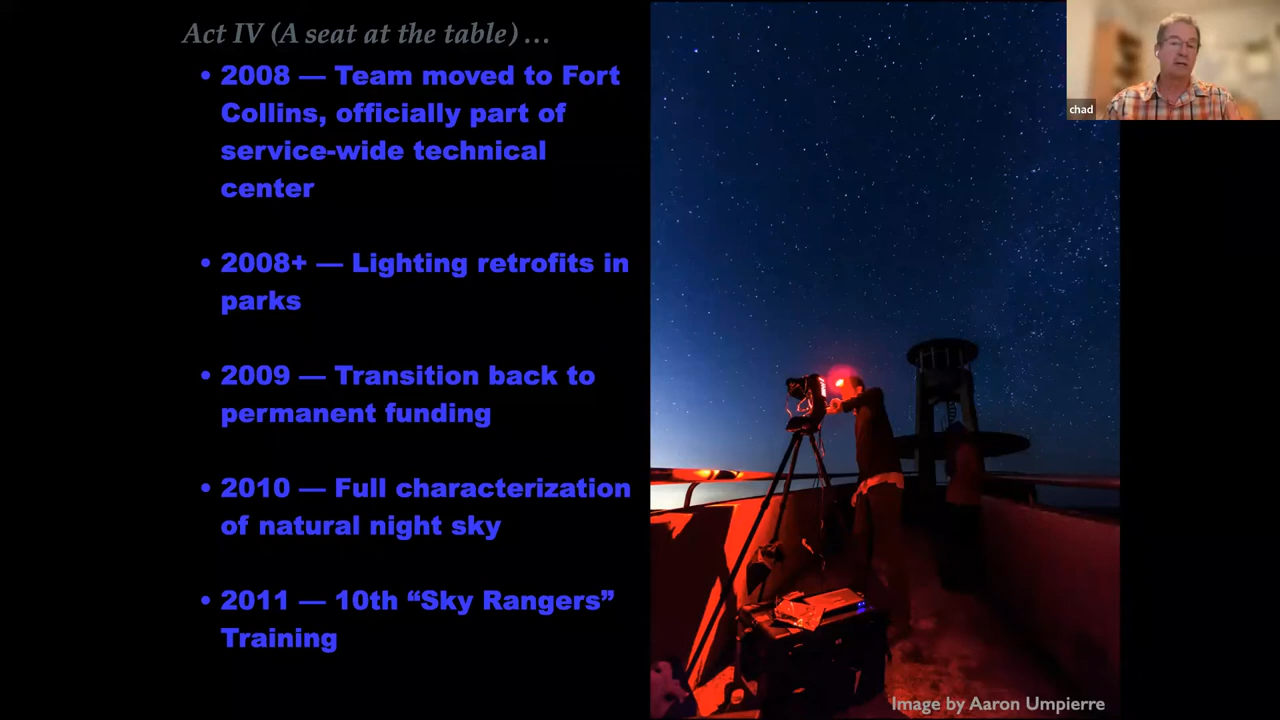 Act IV (A seat at the table) …
• 2008 — Team moved to Fort
Collins, officially part of
service-wide technical
center
• 2008+ — Lighting retrofits in
parks
• 2009 — Transition back to
permanent funding
• 2010 — Full characterization
of natural night sky
• 2011 — 10th “Sky Rangers”
Training
chad
Image by Aaron Umpierre